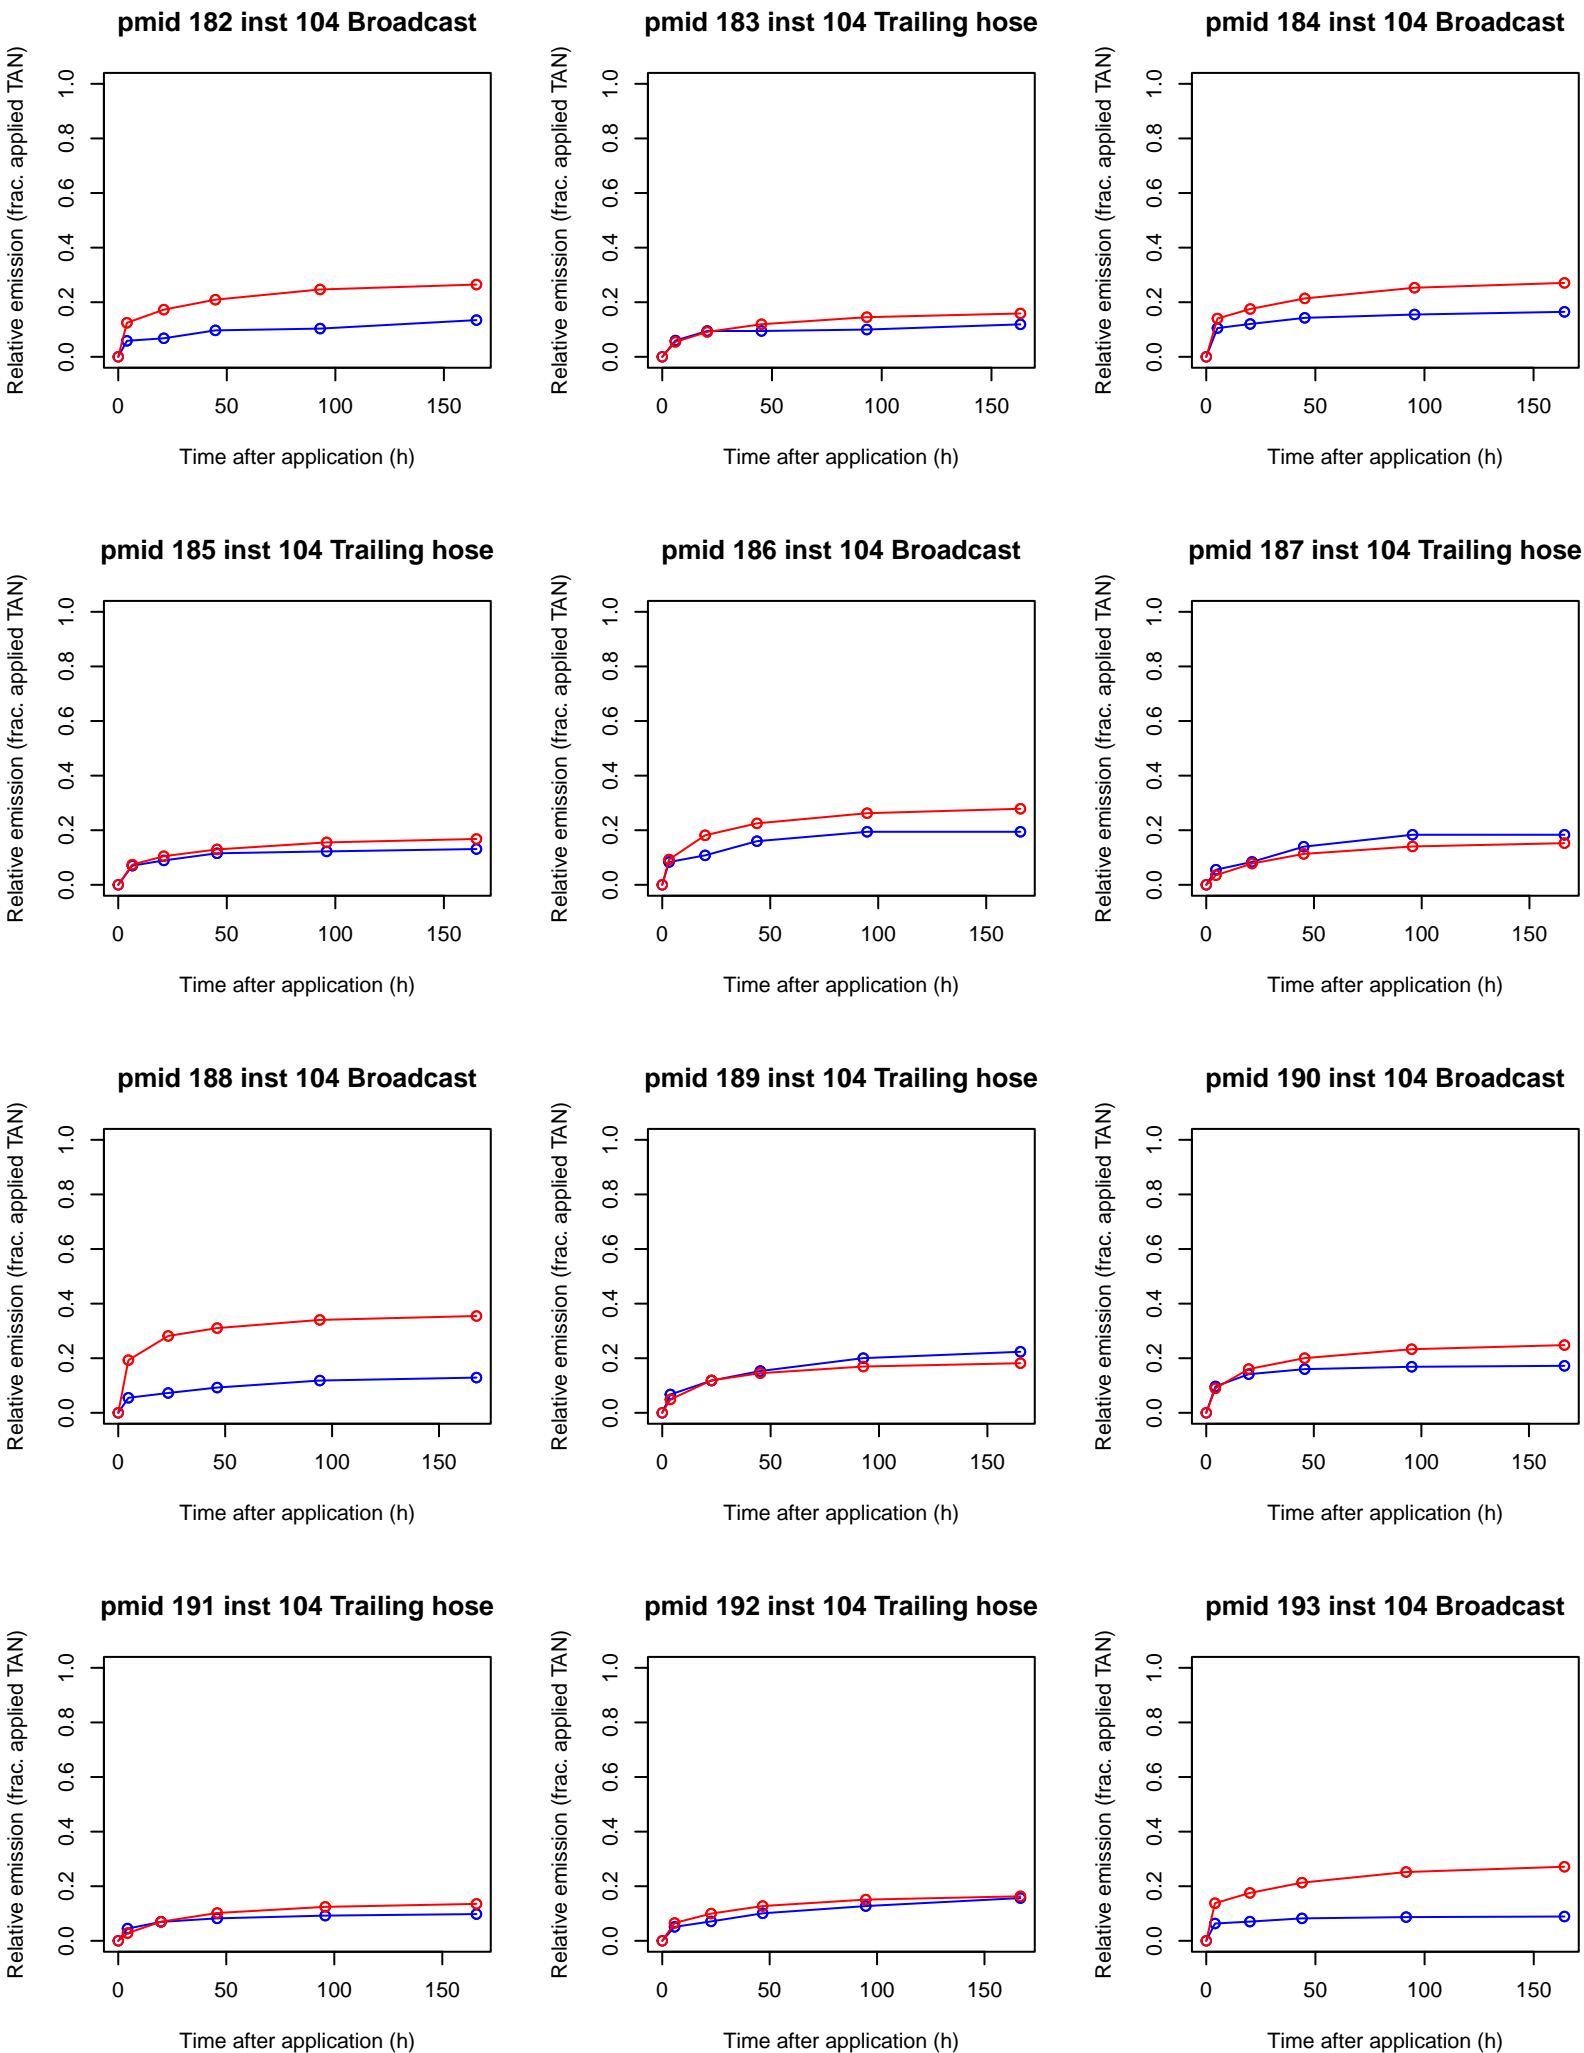 pmid 182 inst 104 Broadcast
Relative emission (frac. applied TAN)
0.0 0.2 0.4 0.6 0.8 1.0
0 50 100 150
Time after application (h)
pmid 183 inst 104 Trailing hose
Relative emission (frac. applied TAN)
0.0 0.2 0.4 0.6 0.8 1.0
0 50 100 150
Time after application (h)
pmid 184 inst 104 Broadcast
Relative emission (frac. applied TAN)
0.0 0.2 0.4 0.6 0.8 1.0
0 50 100 150
Time after application (h)
pmid 185 inst 104 Trailing hose
Relative emission (frac. applied TAN)
0.0 0.2 0.4 0.6 0.8 1.0
0 50 100 150
Time after application (h)
pmid 186 inst 104 Broadcast
Relative emission (frac. applied TAN)
0.0 0.2 0.4 0.6 0.8 1.0
0 50 100 150
Time after application (h)
pmid 187 inst 104 Trailing hose
Relative emission (frac. applied TAN)
0.0 0.2 0.4 0.6 0.8 1.0
0 50 100 150
Time after application (h)
pmid 188 inst 104 Broadcast
Relative emission (frac. applied TAN)
0.0 0.2 0.4 0.6 0.8 1.0
0 50 100 150
Time after application (h)
pmid 189 inst 104 Trailing hose
Relative emission (frac. applied TAN)
0.0 0.2 0.4 0.6 0.8 1.0
0 50 100 150
Time after application (h)
pmid 190 inst 104 Broadcast
Relative emission (frac. applied TAN)
0.0 0.2 0.4 0.6 0.8 1.0
0 50 100 150
Time after application (h)
pmid 191 inst 104 Trailing hose
Relative emission (frac. applied TAN)
0.0 0.2 0.4 0.6 0.8 1.0
0 50 100 150
Time after application (h)
pmid 192 inst 104 Trailing hose
Relative emission (frac. applied TAN)
0.0 0.2 0.4 0.6 0.8 1.0
0 50 100 150
Time after application (h)
pmid 193 inst 104 Broadcast
Relative emission (frac. applied TAN)
0.0 0.2 0.4 0.6 0.8 1.0
0 50 100 150
Time after application (h)